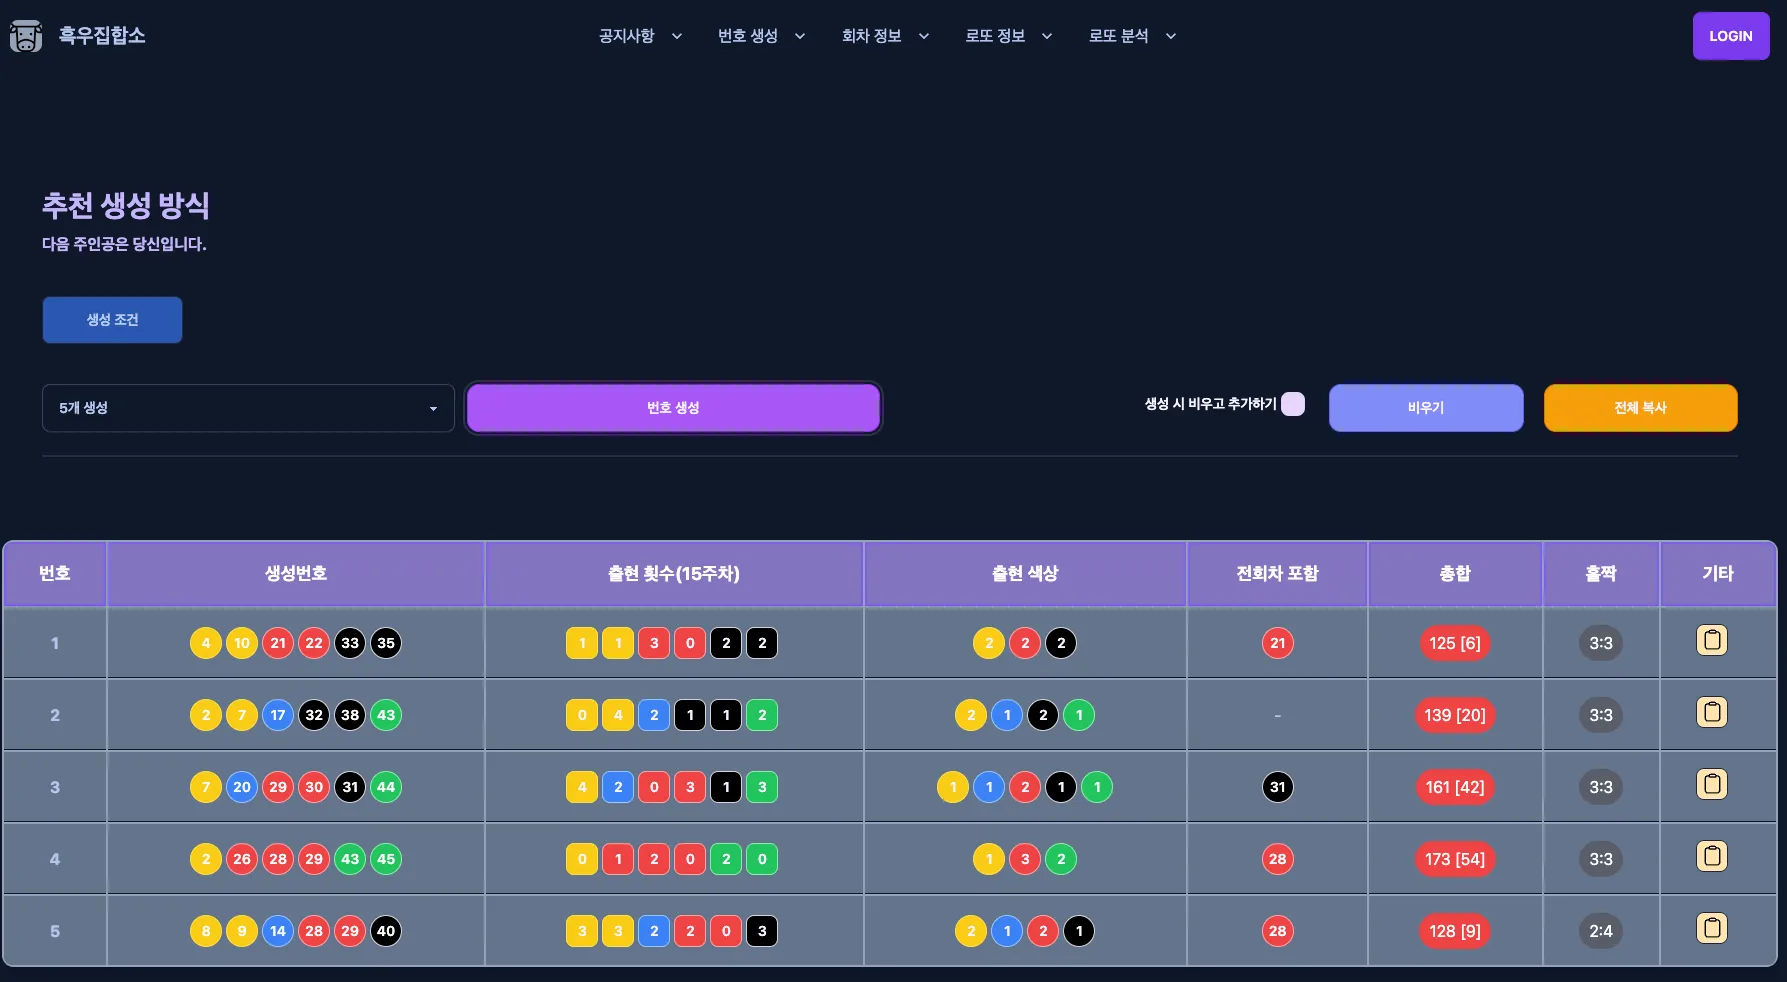 흑우집합소
공지사항
번호 생성
회차 정보
로또 정보
로또 분석
LOGIN
추천 생성 방식
다음 주인공은 당신입니다.
생성 조건
5개 생성
번호 생성
생성 시 비우고 추가하기
비우기
전체 복사
번호 생성번호 출현 횟수(15주차) 출현 색상 전회차 포함 총합 홀짝 기타
1 4 10 21 22 33 35 1 1 3 0 2 2 2 2 2 21 125 [6] 3:3
2 2 7 17 32 38 43 0 4 2 1 1 2 2 1 2 1 - 139 [20] 3:3
3 7 20 29 30 31 44 4 2 0 3 1 3 1 1 2 1 1 31 161 [42] 3:3
4 2 26 28 29 43 45 0 1 2 0 2 0 1 3 2 28 173 [54] 3:3
5 8 9 14 28 29 40 3 3 2 2 0 3 2 1 2 1 28 128 [9] 2:4